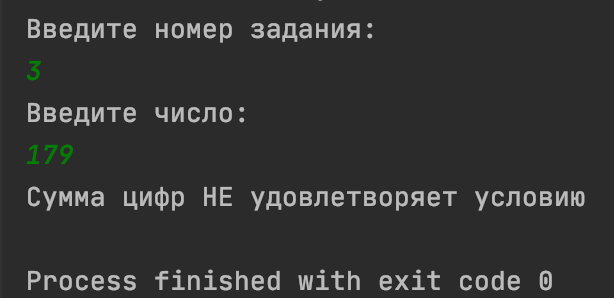 Введите номер задания:
3
Введите число:
179
Сумма цифр НЕ удовлетворяет условию
Process finished with exit code 0